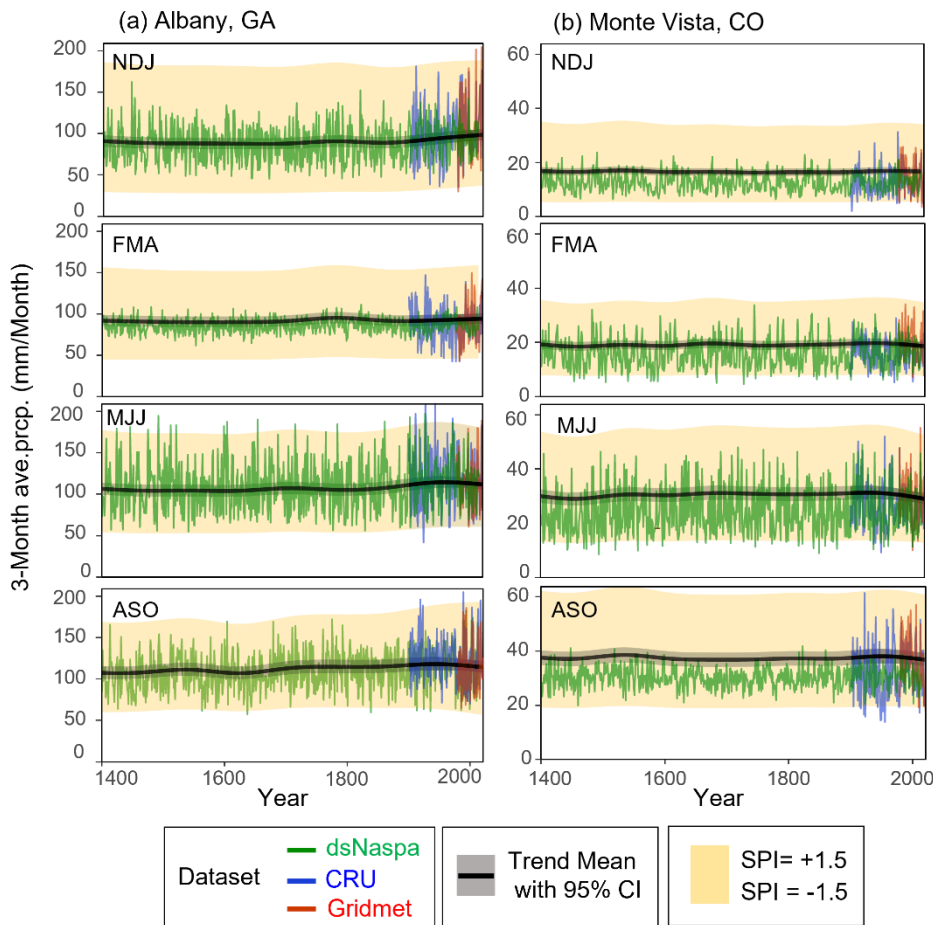 (a) Albany, GA
(b) Monte Vista, CO
3-Month ave.prcp. (mm/Month)
NDJ
200
150
100
50
0
NDJ
60
40
20
0
FMA
200
150
100
50
0
FMA
60
40
20
0
MJJ
200
150
100
50
0
MJJ
60
40
20
0
ASO
200
150
100
50
0
ASO
60
40
20
0
1400 1600 1800 2000
Year
1400 1600 1800 2000
Year
Dataset
dsNaspa
CRU
Gridmet
Trend Mean
with 95% CI
SPI= +1.5
SPI = -1.5